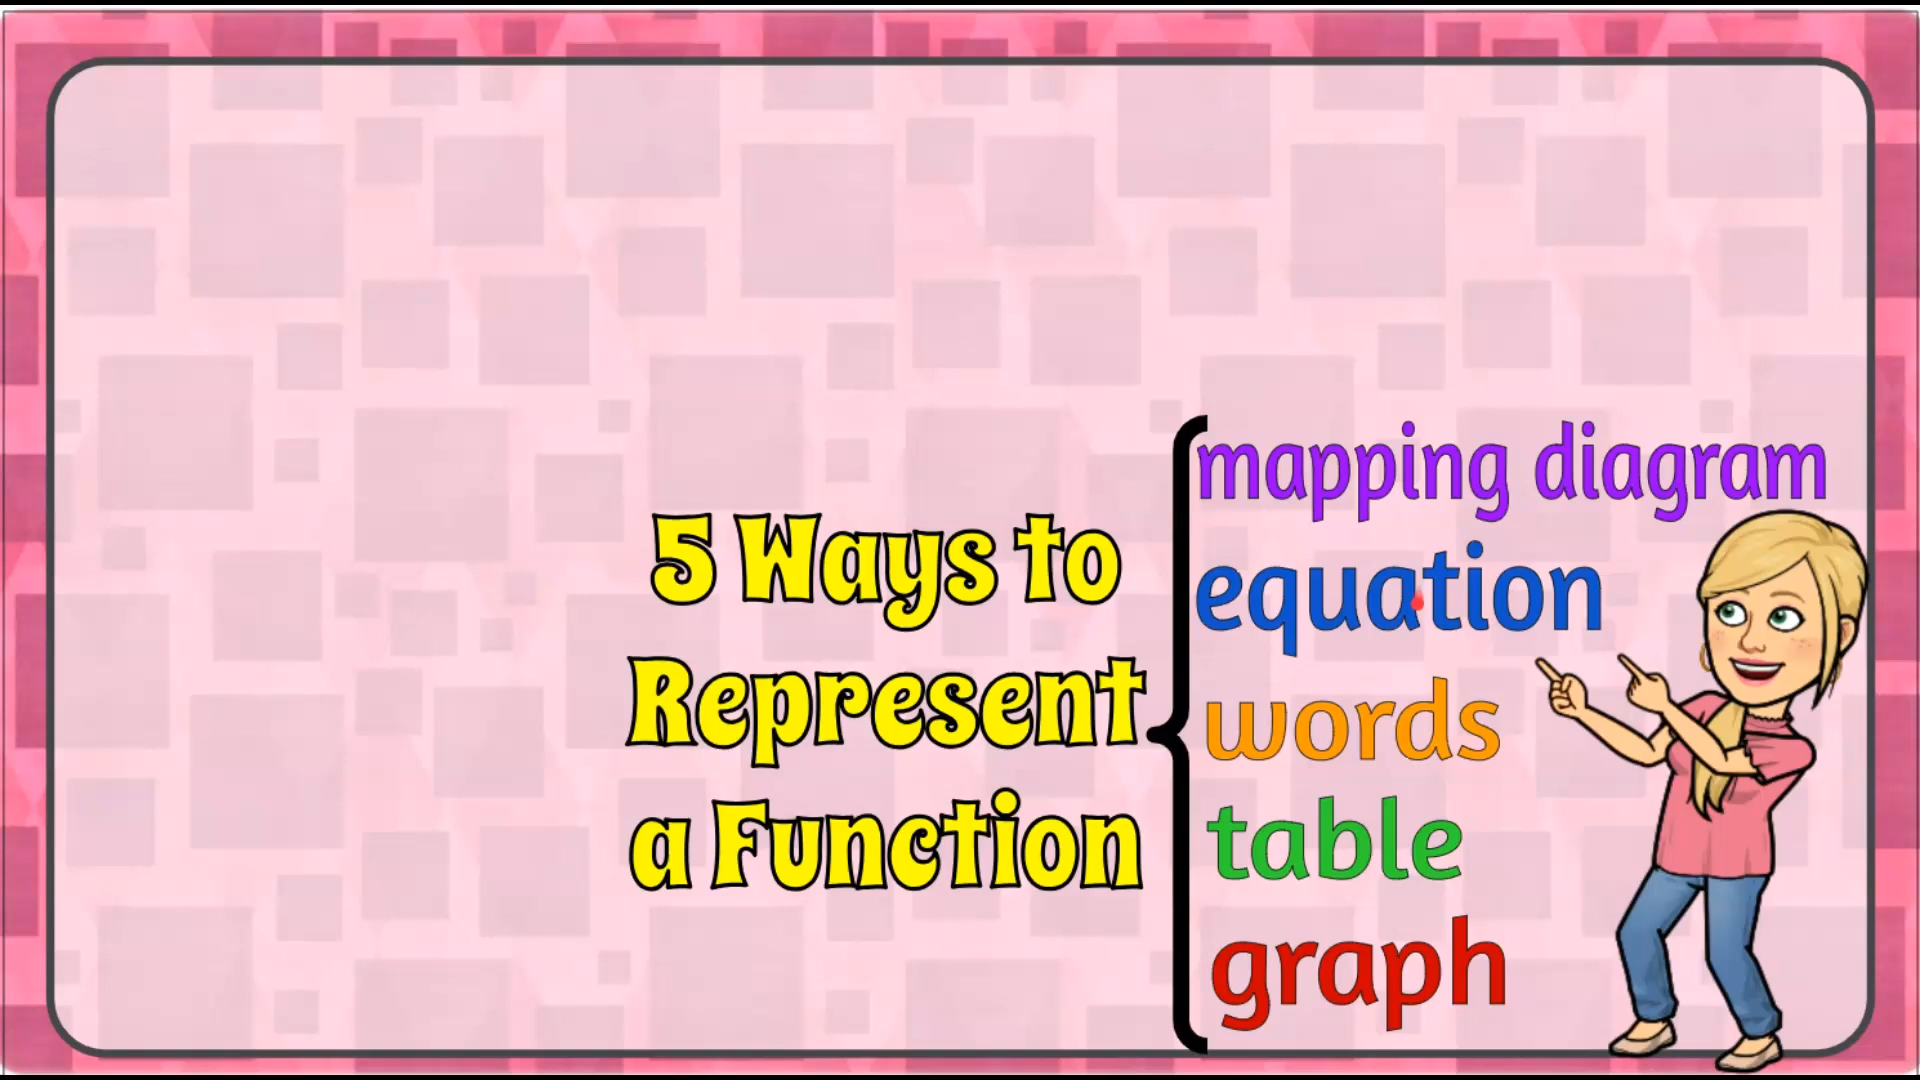 5 Ways to
Represent
a Function
mapping diagram
equation
words
table
graph